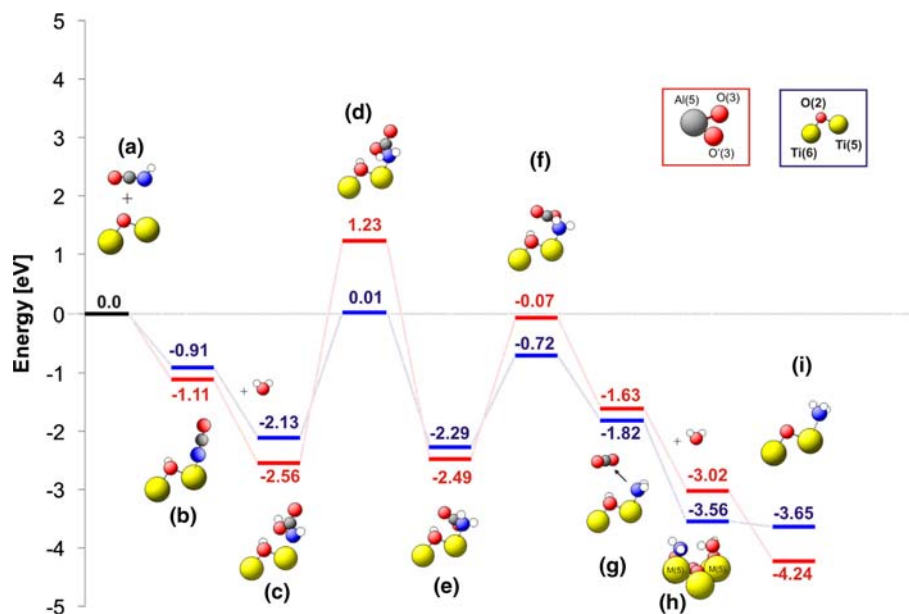 5
4
3
2
1
0
-1
-2
-3
-4
-5
Energy [eV]
(a)
+
0.0
-0.91
-1.11
(b)
+
-2.13
-2.56
(c)
(d)
1.23
0.01
-2.29
-2.49
(e)
(f)
-0.07
-0.72
-1.63
-1.82
(g)
+
-3.02
-3.56
M(5)
M(5)
(h)
(i)
-3.65
-4.24
Al(5)
O(3)
O'(3)
O(2)
Ti(6)
Ti(5)